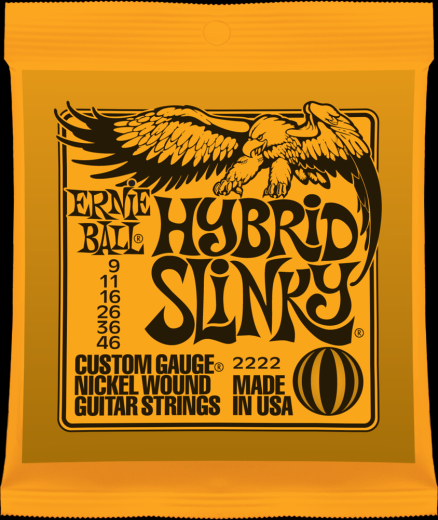 ERNIE
BALL®
HYBRID
SLINKY®
9
11
16
26
36
46
CUSTOM GAUGE®
NICKEL WOUND
GUITAR STRINGS
2222
MADE
IN USA